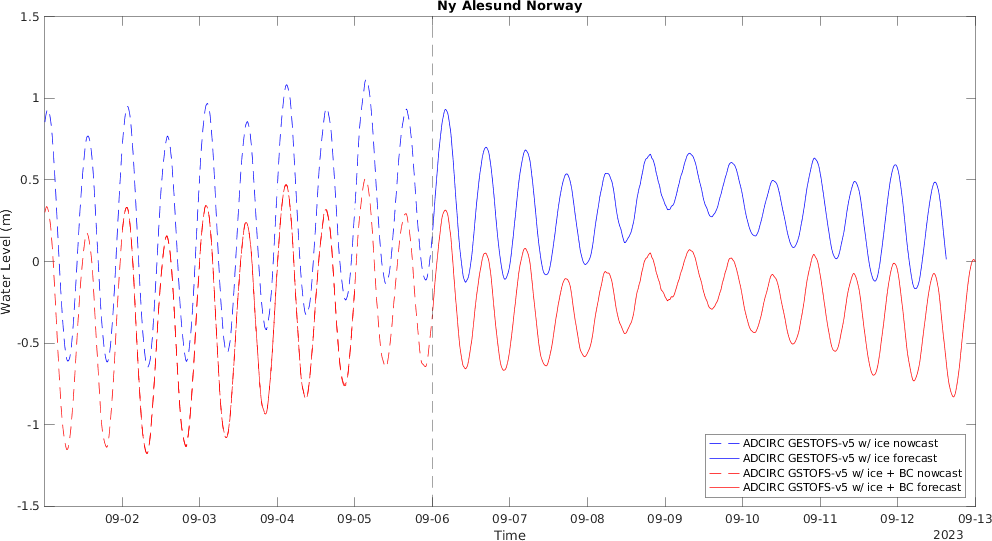 Ny Alesund Norway
1.5
1
0.5
0
-0.5
-1
-1.5
Water Level (m)
ADCIRC GESTOFS-v5 w/ ice nowcast
ADCIRC GESTOFS-v5 w/ ice forecast
ADCIRC GSTOFS-v5 w/ ice + BC nowcast
ADCIRC GSTOFS-v5 w/ ice + BC forecast
09-02 09-03 09-04 09-05 09-06 09-07 09-08 09-09 09-10 09-11 09-12 09-13
Time
2023